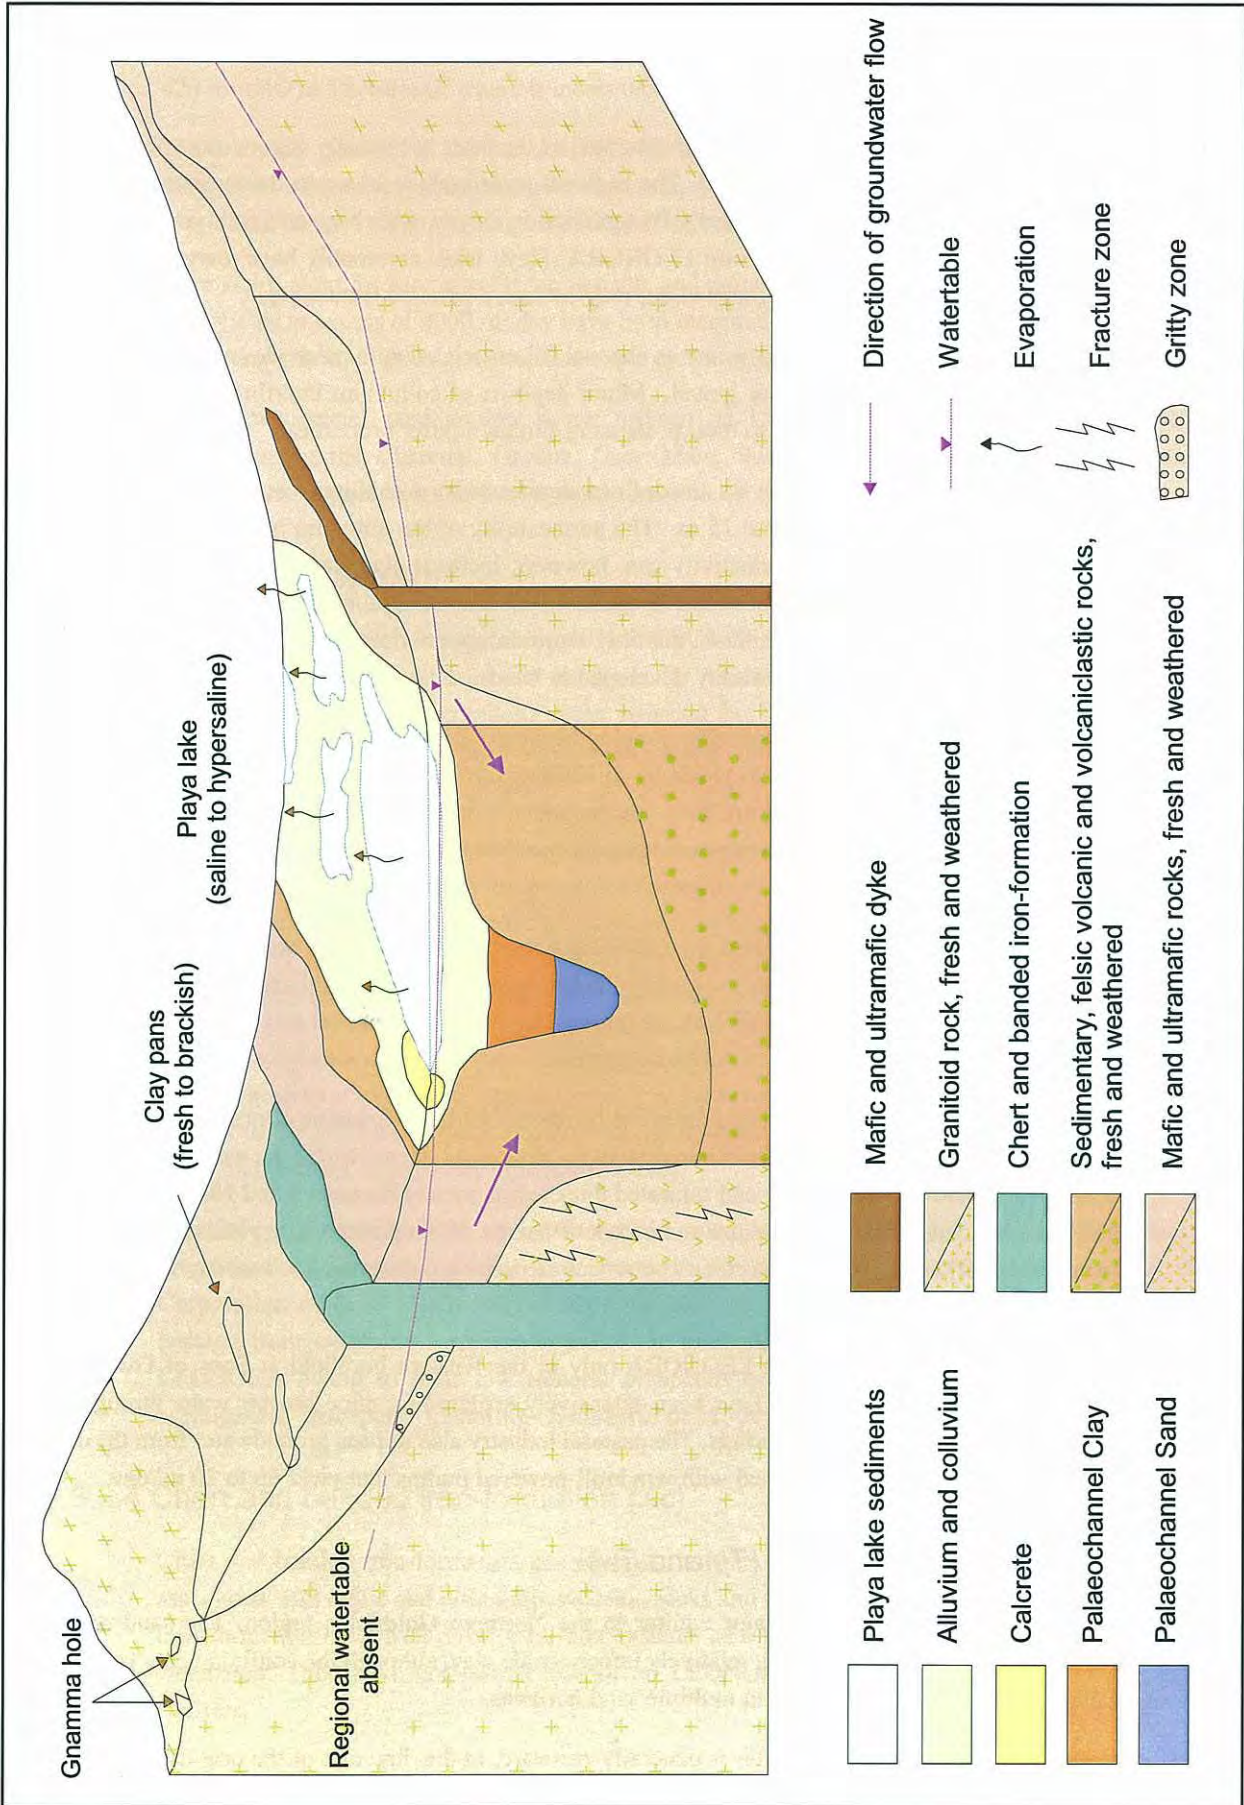 Gnamma hole
Clay pans
(fresh to brackish)
Playa lake
(saline to hypersaline)
Regional watertable
absent
Playa lake sediments
Alluvium and colluvium
Calcrete
Palaeochannel Clay
Palaeochannel Sand
Mafic and ultramafic dyke
Granitoid rock, fresh and weathered
Chert and banded iron-formation
Sedimentary, felsic volcanic and volcaniclastic rocks,
fresh and weathered
Mafic and ultramafic rocks, fresh and weathered
Direction of groundwater flow
Watertable
Evaporation
Fracture zone
Gritty zone